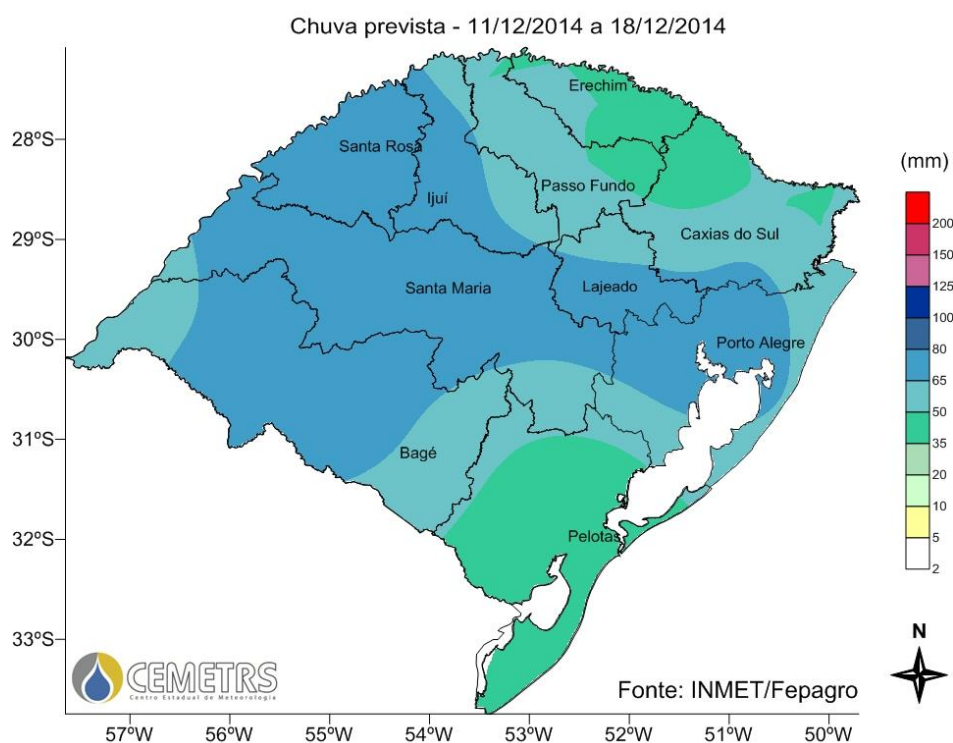 Chuva prevista - 11/12/2014 a 18/12/2014
28ºS
29ºS
30ºS
31ºS
32ºS
33ºS
Erechim
Santa Rosa
Passo Fundo
Ijuí
Caxias do Sul
Santa Maria
Lajeado
Porto Alegre
Bagé
Pelotas
(mm)
200
150
125
100
80
65
50
35
20
10
5
2
N
CEMETRS
Centro Estadual de Meteorologia
Fonte: INMET/Fepagro
57ºW
56ºW
55ºW
54ºW
53ºW
52ºW
51ºW
50ºW